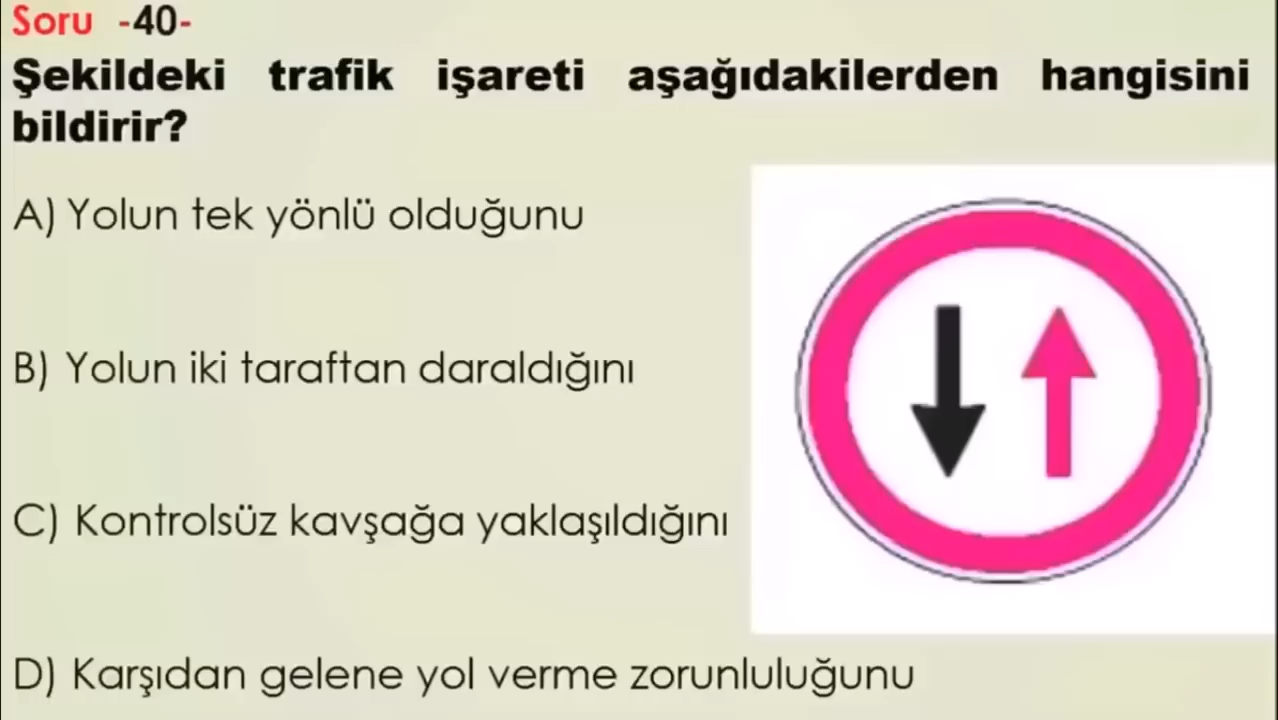 Soru -40-
Şekildeki trafik işareti aşağıdakilerden hangisini
bildirir?
A) Yolun tek yönlü olduğunu
B) Yolun iki taraftan daraldığını
C) Kontrolsüz kavşağa yaklaşıldığını
D) Karşıdan gelene yol verme zorunluluğunu